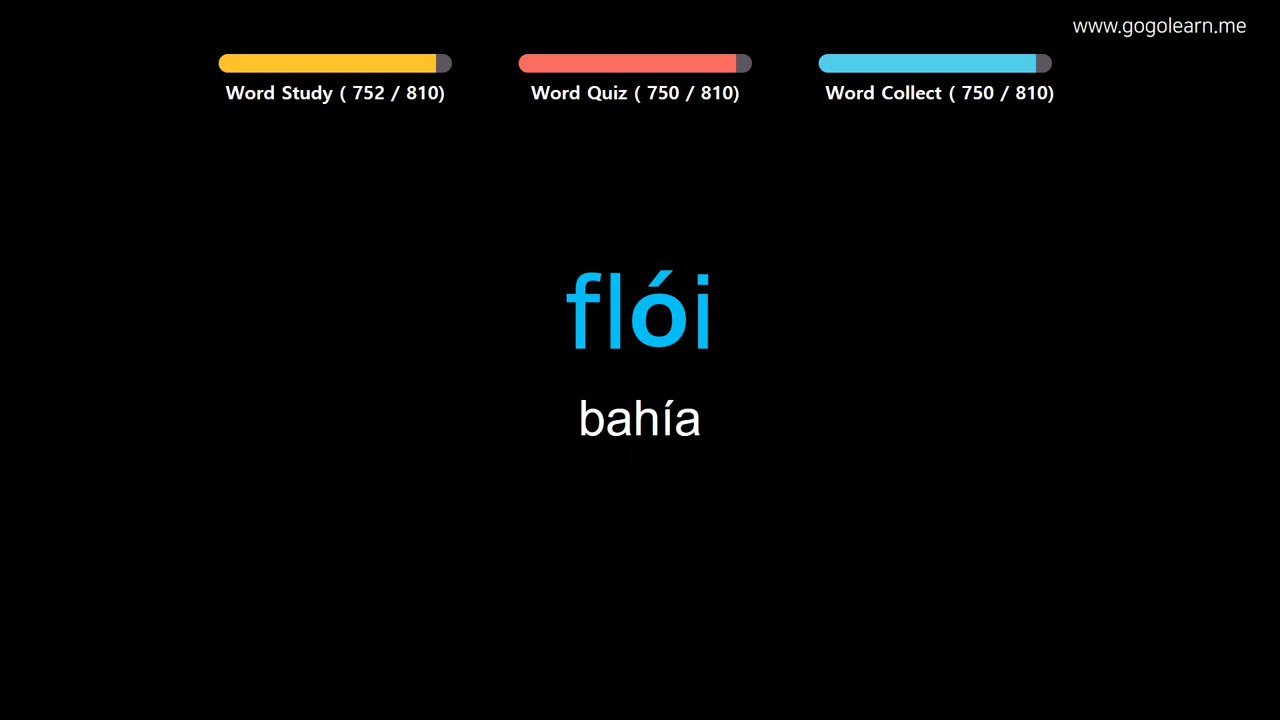 www.gogolearn.me
Word Study ( 752 / 810)
Word Quiz ( 750 / 810)
Word Collect ( 750 / 810)
flói
bahía